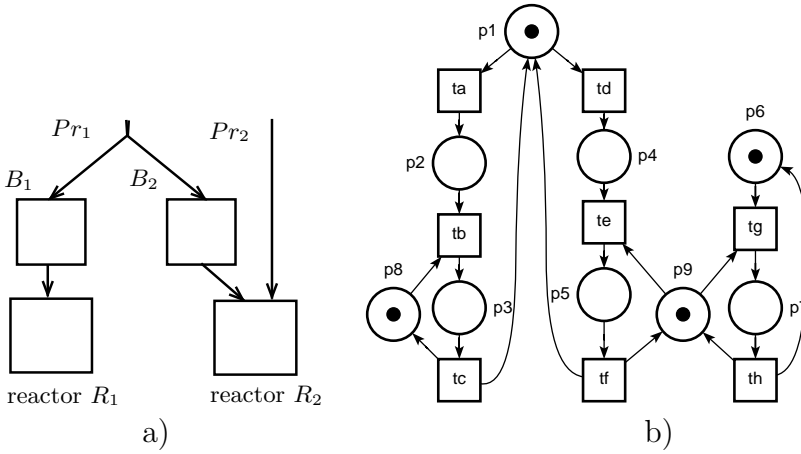 Pr₁
Pr₂
B₁
B₂
reactor R₁
reactor R₂
a)
p1
ta
td
p6
p2
p4
tb
te
tg
p8
p9
p3
p5
p7
tc
tf
th
b)